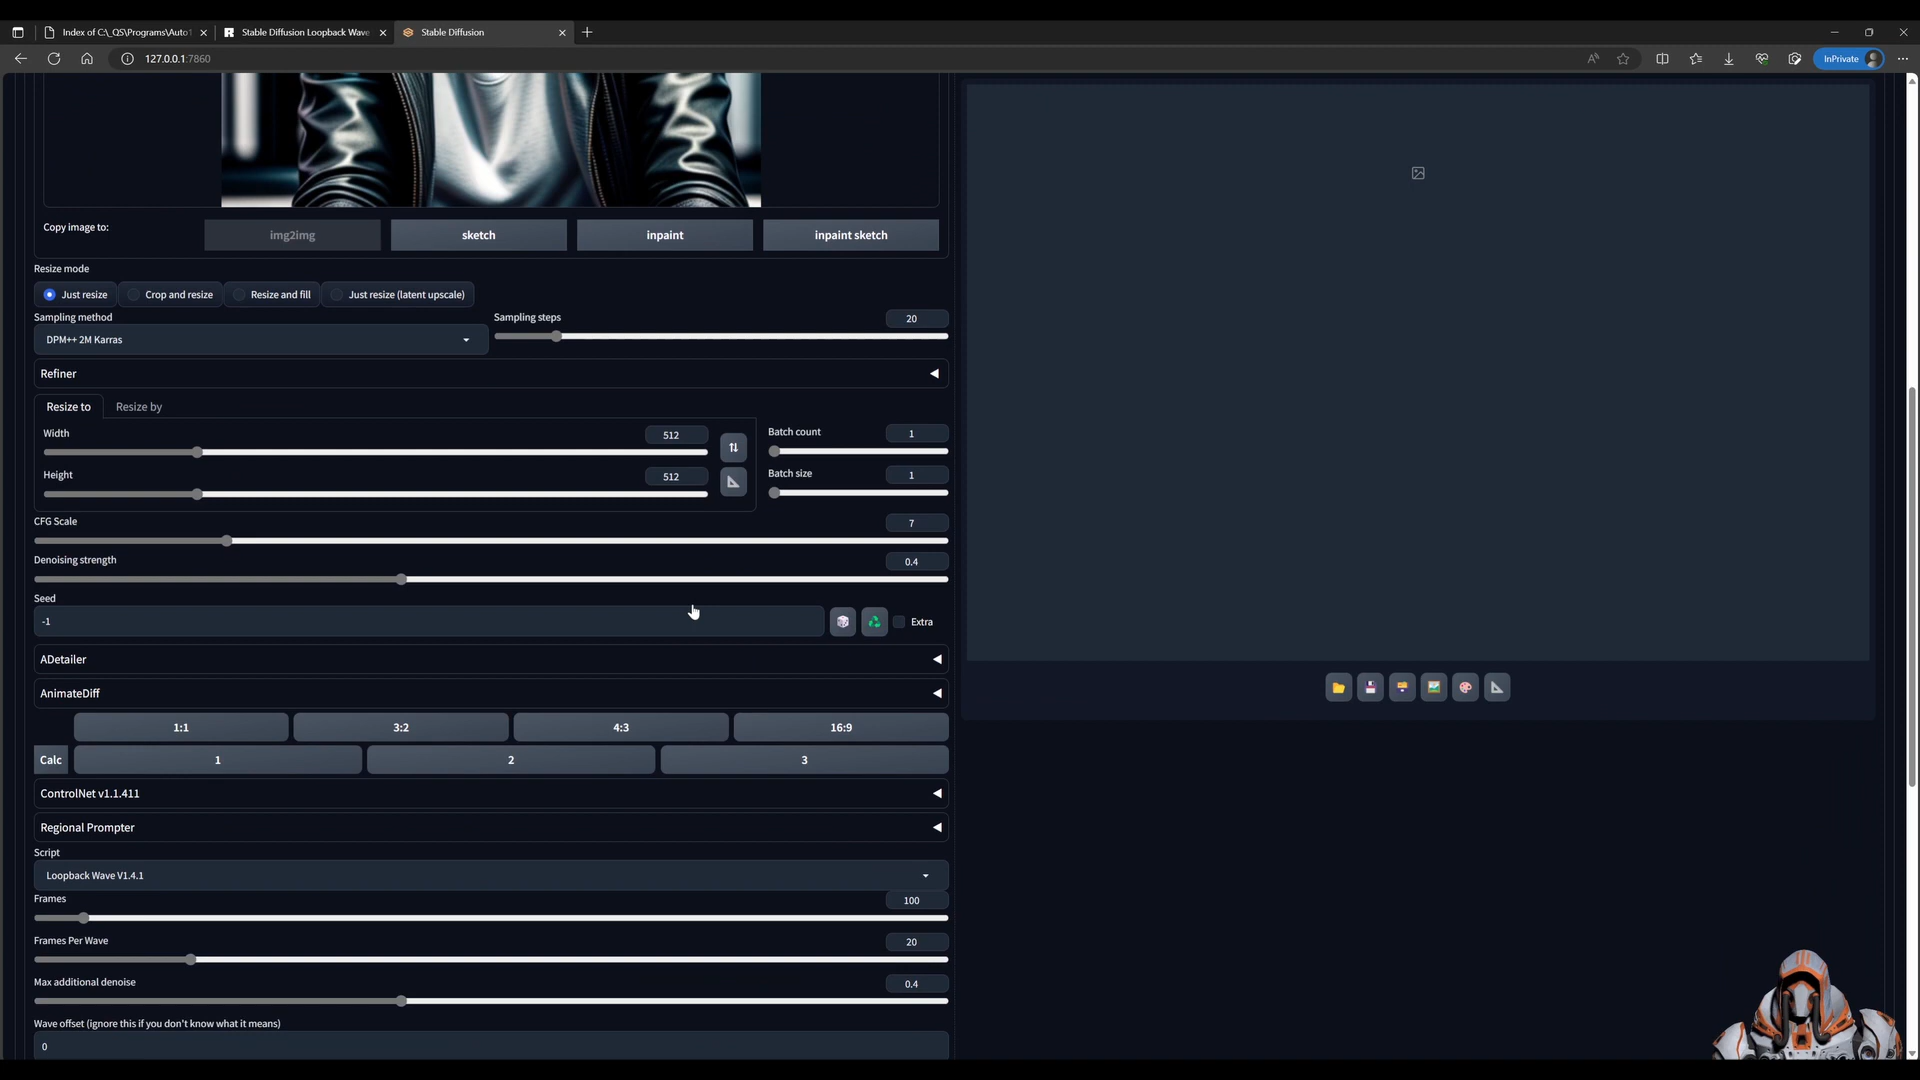 Index of C:\_QS\Programs\Auto1
Stable Diffusion Loopback Wave
Stable Diffusion
127.0.0.1:7860
InPrivate
Copy image to:
img2img
sketch
inpaint
inpaint sketch
Resize mode
Just resize
Crop and resize
Resize and fill
Just resize (latent upscale)
Sampling method
Sampling steps
20
DPM++ 2M Karras
Refiner
Resize to
Resize by
Width
512
Batch count
1
Height
512
Batch size
1
CFG Scale
7
Denoising strength
0.4
Seed
-1
Extra
ADetailer
AnimateDiff
1:1
3:2
4:3
16:9
Calc
1
2
3
ControlNet v1.1.411
Regional Prompter
Script
Loopback Wave V1.4.1
Frames
100
Frames Per Wave
20
Max additional denoise
0.4
Wave offset (ignore this if you don't know what it means)
0